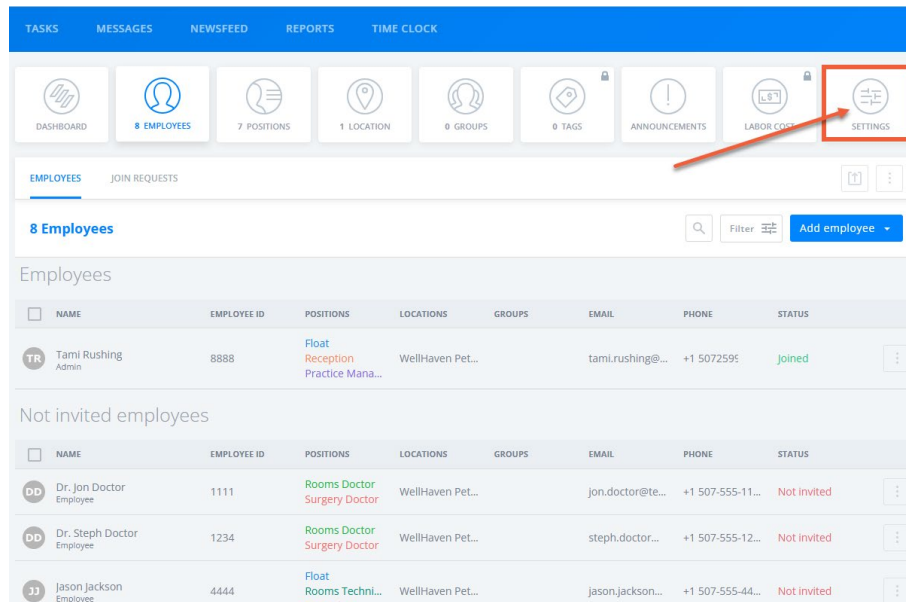 TASKS MESSAGES NEWSFEED REPORTS TIME CLOCK
DASHBOARD 8 EMPLOYEES 7 POSITIONS 1 LOCATION 0 GROUPS 0 TAGS ANNOUNCEMENTS LABOR COST SETTINGS
EMPLOYEES JOIN REQUESTS
8 Employees Filter Add employee
Employees
NAME EMPLOYEE ID POSITIONS LOCATIONS GROUPS EMAIL PHONE STATUS
TR Tami Rushing Admin 8888 Float Reception Practice Mana... WellHaven Pet... tami.rushing@... +1 5072599 Joined
Not invited employees
NAME EMPLOYEE ID POSITIONS LOCATIONS GROUPS EMAIL PHONE STATUS
DD Dr. Jon Doctor Employee 1111 Rooms Doctor Surgery Doctor WellHaven Pet... jon.doctor@te... +1 507-555-11... Not invited
DD Dr. Steph Doctor Employee 1234 Rooms Doctor Surgery Doctor WellHaven Pet... steph.doctor... +1 507-555-12... Not invited
JJ Jason Jackson Employee 4444 Float Rooms Techni... WellHaven Pet... jason.jackson... +1 507-555-44... Not invited